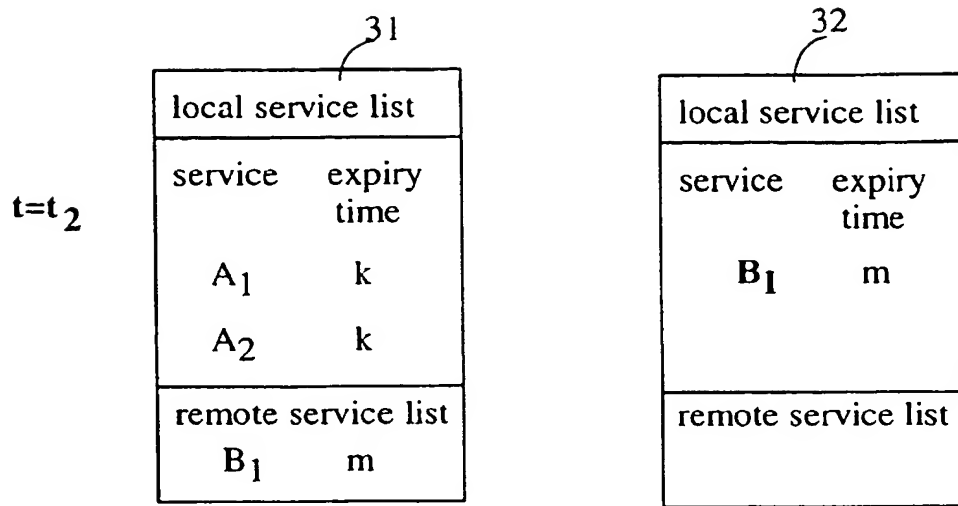 31
local service list
service expiry
time
t=t2
A1 k
A2 k
remote service list
B1 m
32
local service list
service expiry
time
B1 m
remote service list